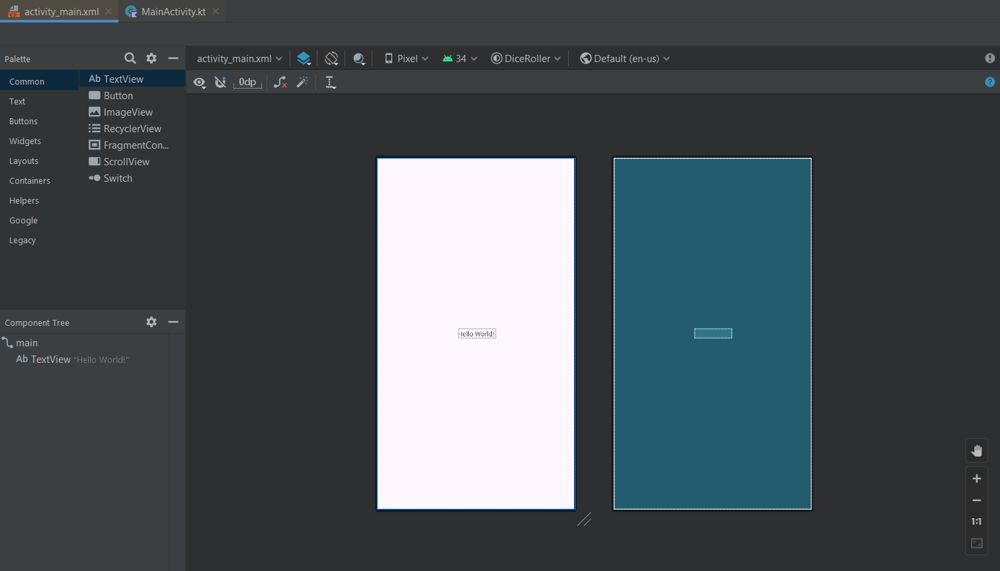 activity_main.xml MainActivity.kt
Palette
activity_main.xml Pixel 34 DiceRoller Default (en-us)
0dp
Common
Text
Buttons
Widgets
Layouts
Containers
Helpers
Google
Legacy
Ab TextView
Button
ImageView
RecyclerView
FragmentCon...
ScrollView
Switch
Hello World!
Component Tree
main
Ab TextView "Hello World!"
1:1